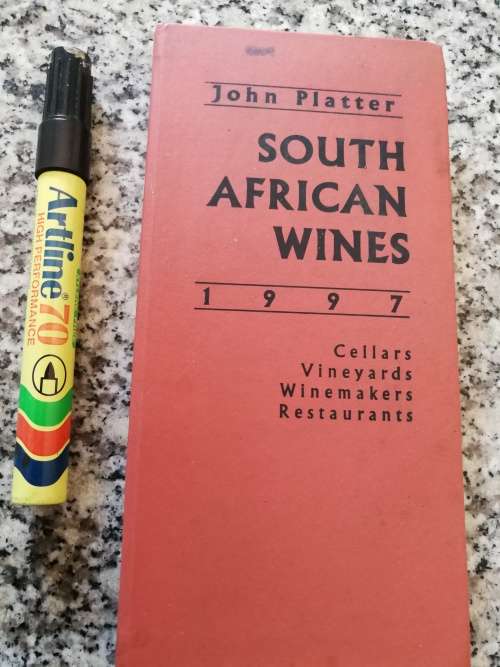 John Platter
SOUTH
AFRICAN
WINES
1 9 9 7
Cellars
Vineyards
Winemakers
Restaurants
Artline® 70
HIGH PERFORMANCE